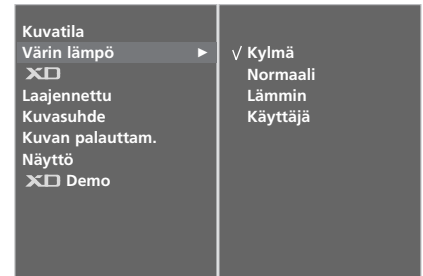 Kuvatila
Värin lämpö ►
XD
Laajennettu
Kuvasuhde
Kuvan palauttam.
Näyttö
XD Demo
√ Kylmä
Normaali
Lämmin
Käyttäjä